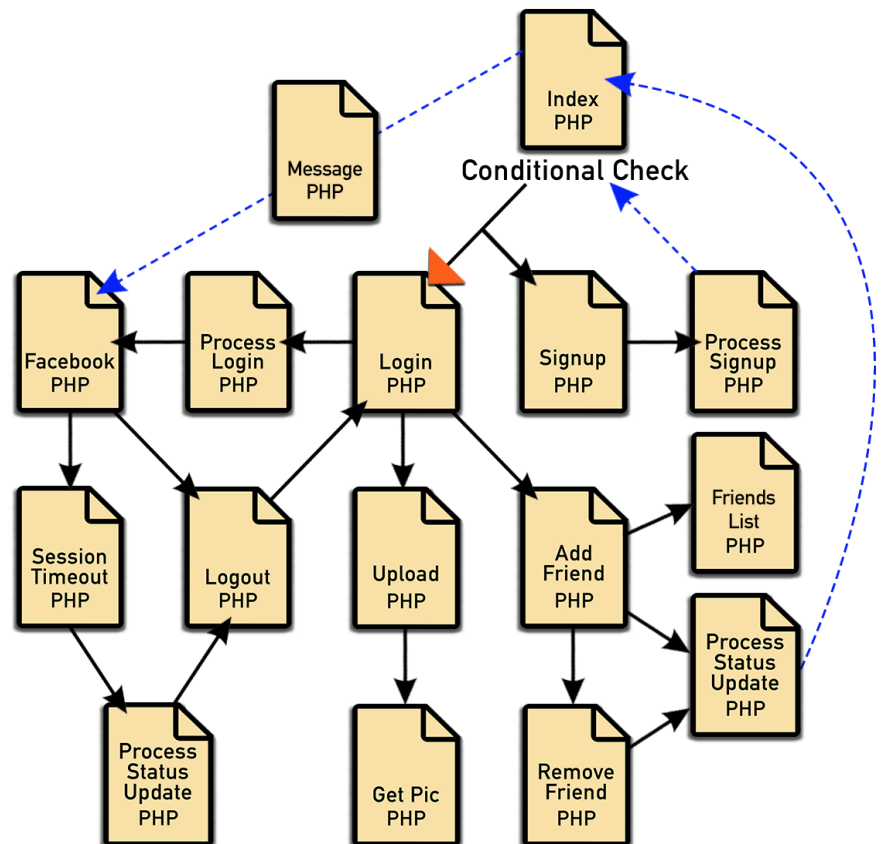 Index
PHP
Message
PHP
Conditional Check
Facebook
PHP
Process
Login
PHP
Login
PHP
Signup
PHP
Process
Signup
PHP
Session
Timeout
PHP
Logout
PHP
Upload
PHP
Add
Friend
PHP
Friends
List
PHP
Process
Status
Update
PHP
Process
Status
Update
PHP
Get Pic
PHP
Remove
Friend
PHP